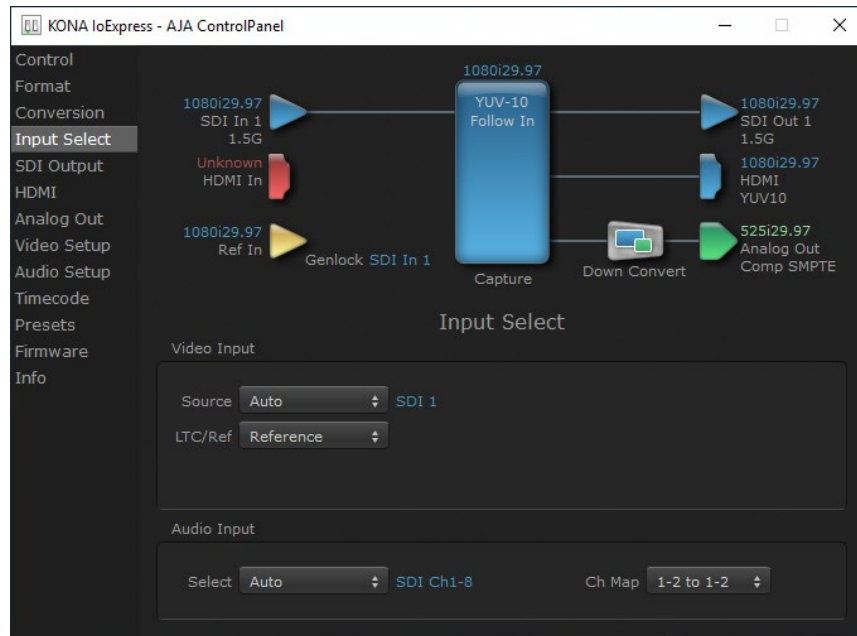 KONA IoExpress - AJA ControlPanel
Control
Format
Conversion
Input Select
SDI Output
HDMI
Analog Out
Video Setup
Audio Setup
Timecode
Presets
Firmware
Info
1080i29.97
SDI In 1
1.5G
Unknown
HDMI In
1080i29.97
Ref In
Genlock SDI In 1
1080i29.97
YUV-10
Follow In
Capture
Down Convert
1080i29.97
SDI Out 1
1.5G
1080i29.97
HDMI
YUV10
525i29.97
Analog Out
Comp SMPTE
Input Select
Video Input
Source Auto SDI 1
LTC/Ref Reference
Audio Input
Select Auto SDI Ch1-8 Ch Map 1-2 to 1-2